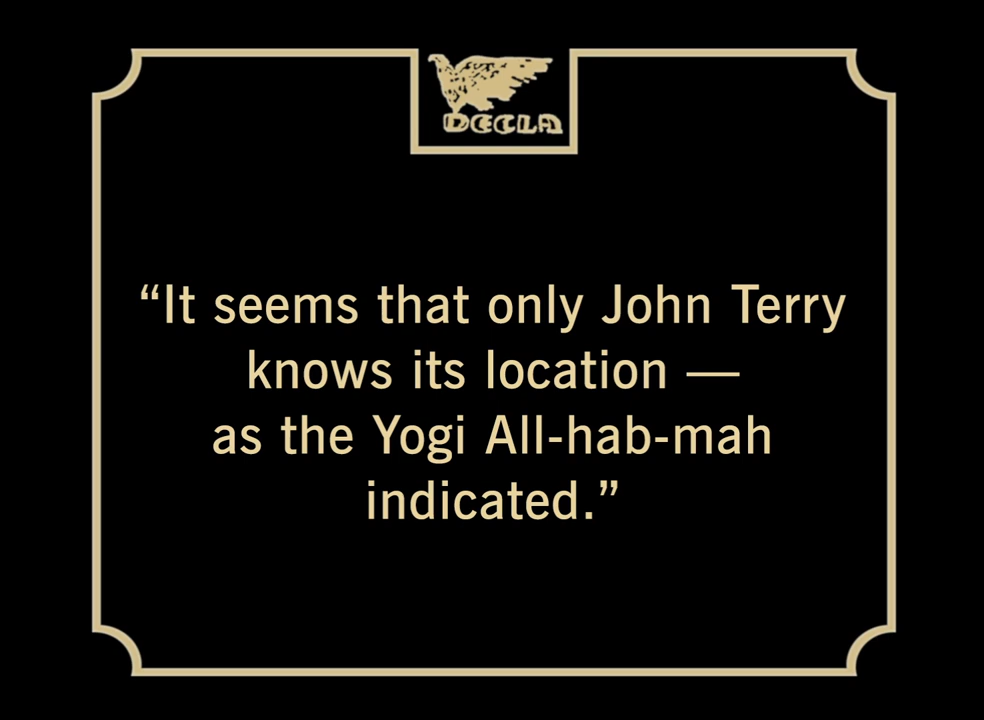 DECLA
“It seems that only John Terry
knows its location —
as the Yogi All-hab-mah
indicated.”